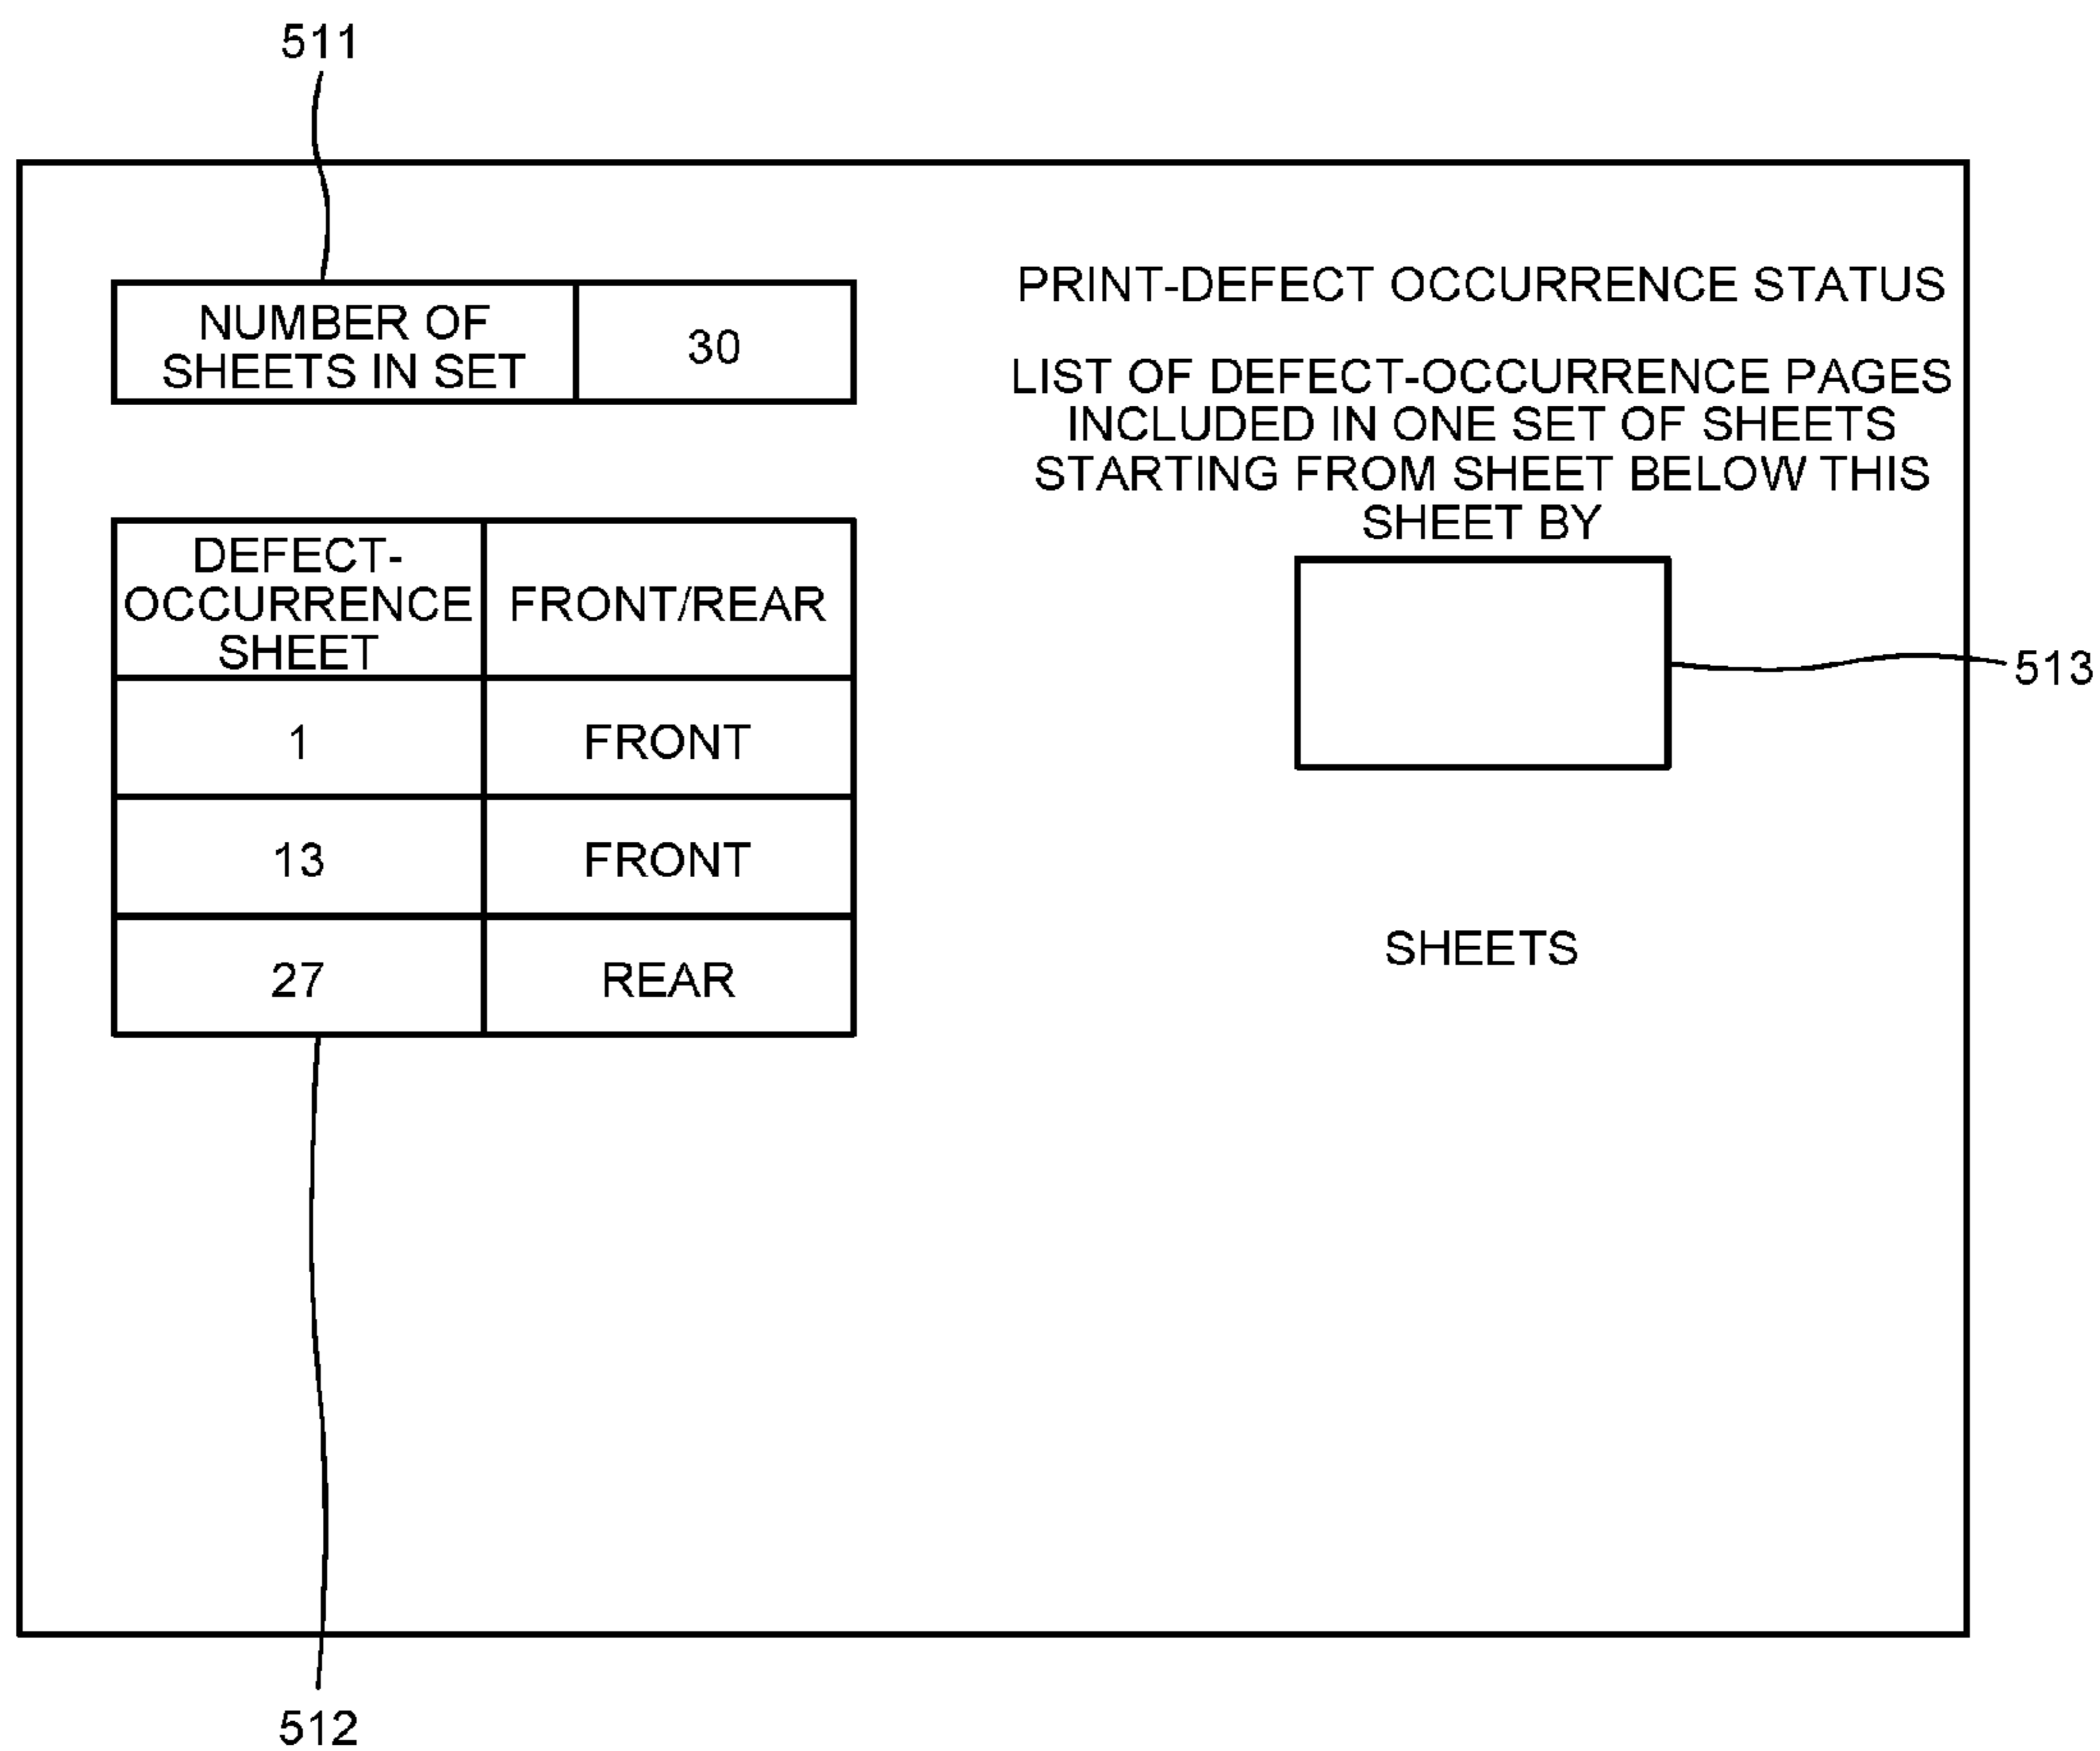 511
NUMBER OF
SHEETS IN SET
30
PRINT-DEFECT OCCURRENCE STATUS
LIST OF DEFECT-OCCURRENCE PAGES
INCLUDED IN ONE SET OF SHEETS
STARTING FROM SHEET BELOW THIS
SHEET BY
513
SHEETS
DEFECT-
OCCURRENCE
SHEET
FRONT/REAR
1
FRONT
13
FRONT
27
REAR
512